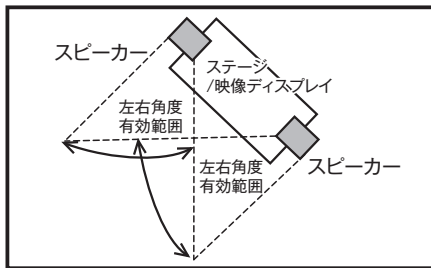 スピーカー
ステージ
/映像ディスプレイ
左右角度
有効範囲
左右角度
有効範囲
スピーカー